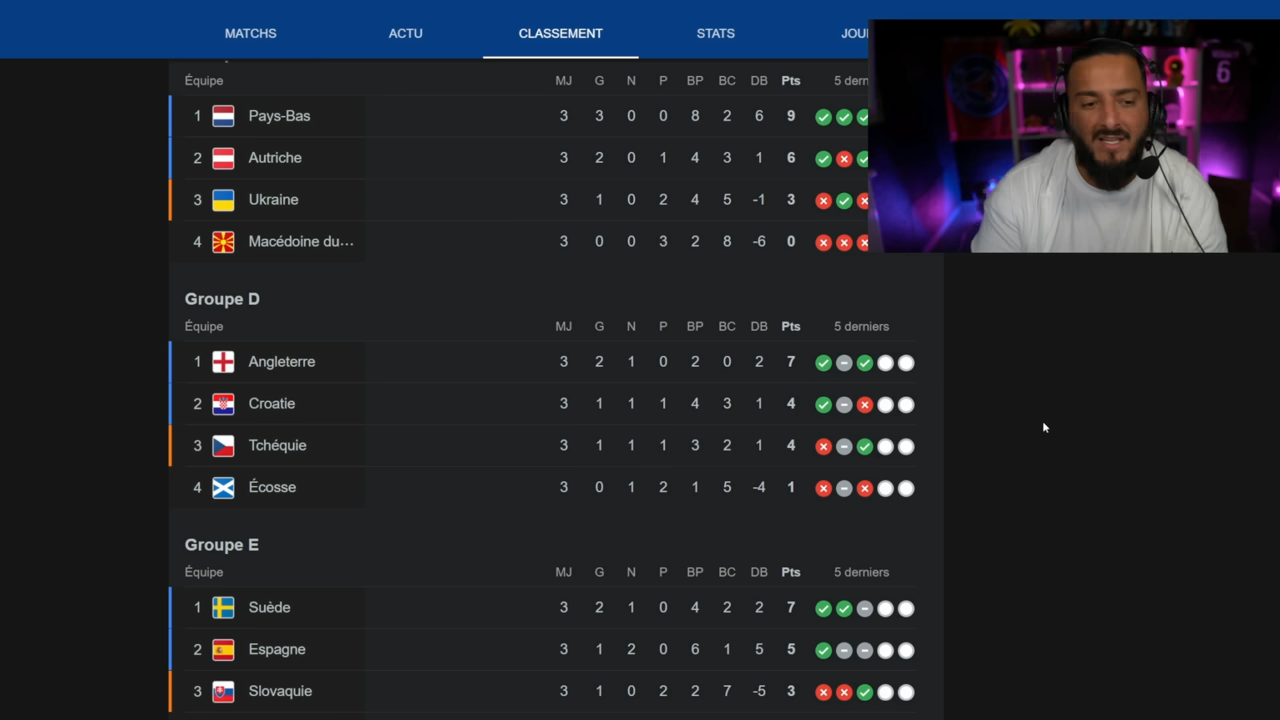 MATCHS ACTU CLASSEMENT STATS JOU
Équipe MJ G N P BP BC DB Pts 5 dern
1 Pays-Bas 3 3 0 0 8 2 6 9
2 Autriche 3 2 0 1 4 3 1 6
3 Ukraine 3 1 0 2 4 5 -1 3
4 Macédoine du... 3 0 0 3 2 8 -6 0
6
Groupe D
Équipe MJ G N P BP BC DB Pts 5 derniers
1 Angleterre 3 2 1 0 2 0 2 7
2 Croatie 3 1 1 1 4 3 1 4
3 Tchéquie 3 1 1 1 3 2 1 4
4 Écosse 3 0 1 2 1 5 -4 1
Groupe E
Équipe MJ G N P BP BC DB Pts 5 derniers
1 Suède 3 2 1 0 4 2 2 7
2 Espagne 3 1 2 0 6 1 5 5
3 Slovaquie 3 1 0 2 2 7 -5 3